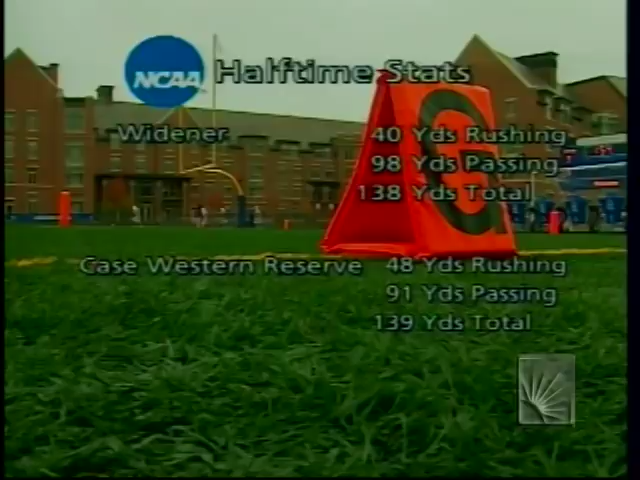 NCAA Halftime Stats
Widener 40 Yds Rushing
98 Yds Passing
138 Yds Total
G
Case Western Reserve 48 Yds Rushing
91 Yds Passing
139 Yds Total